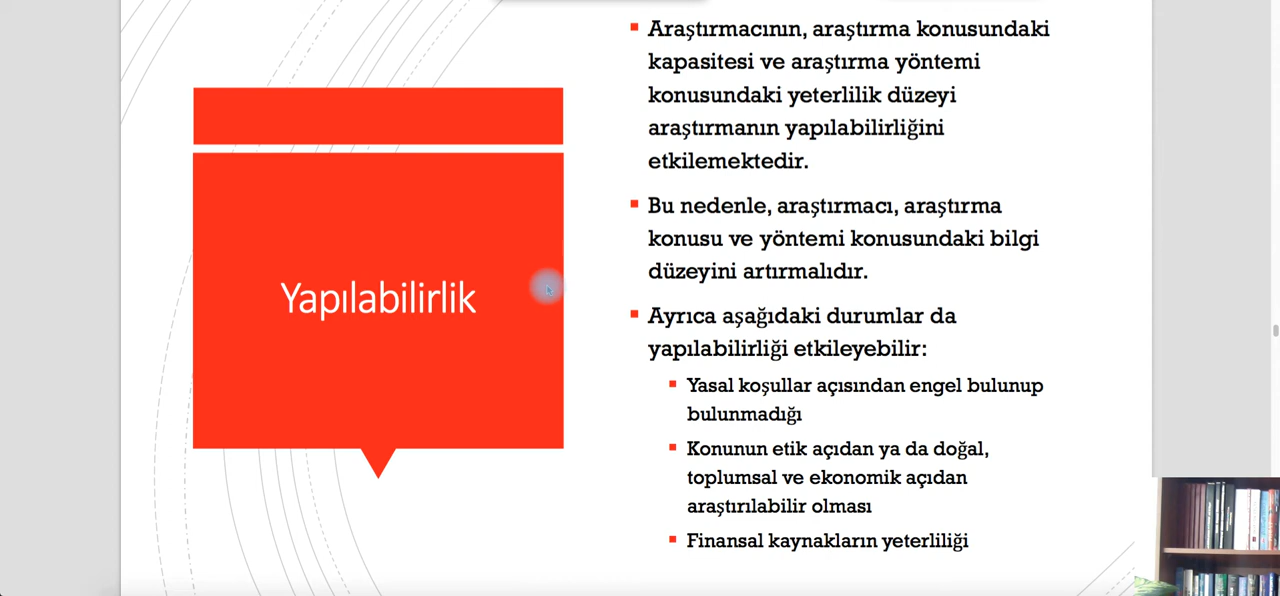 Yapılabilirlik
Araştırmacının, araştırma konusundaki
kapasitesi ve araştırma yöntemi
konusundaki yeterlilik düzeyi
araştırmanın yapılabilirliğini
etkilemektedir.
Bu nedenle, araştırmacı, araştırma
konusu ve yöntemi konusundaki bilgi
düzeyini artırmalıdır.
Ayrıca aşağıdaki durumlar da
yapılabilirliği etkileyebilir:
Yasal koşullar açısından engel bulunup
bulunmadığı
Konunun etik açıdan ya da doğal,
toplumsal ve ekonomik açıdan
araştırılabilir olması
Finansal kaynakların yeterliliği